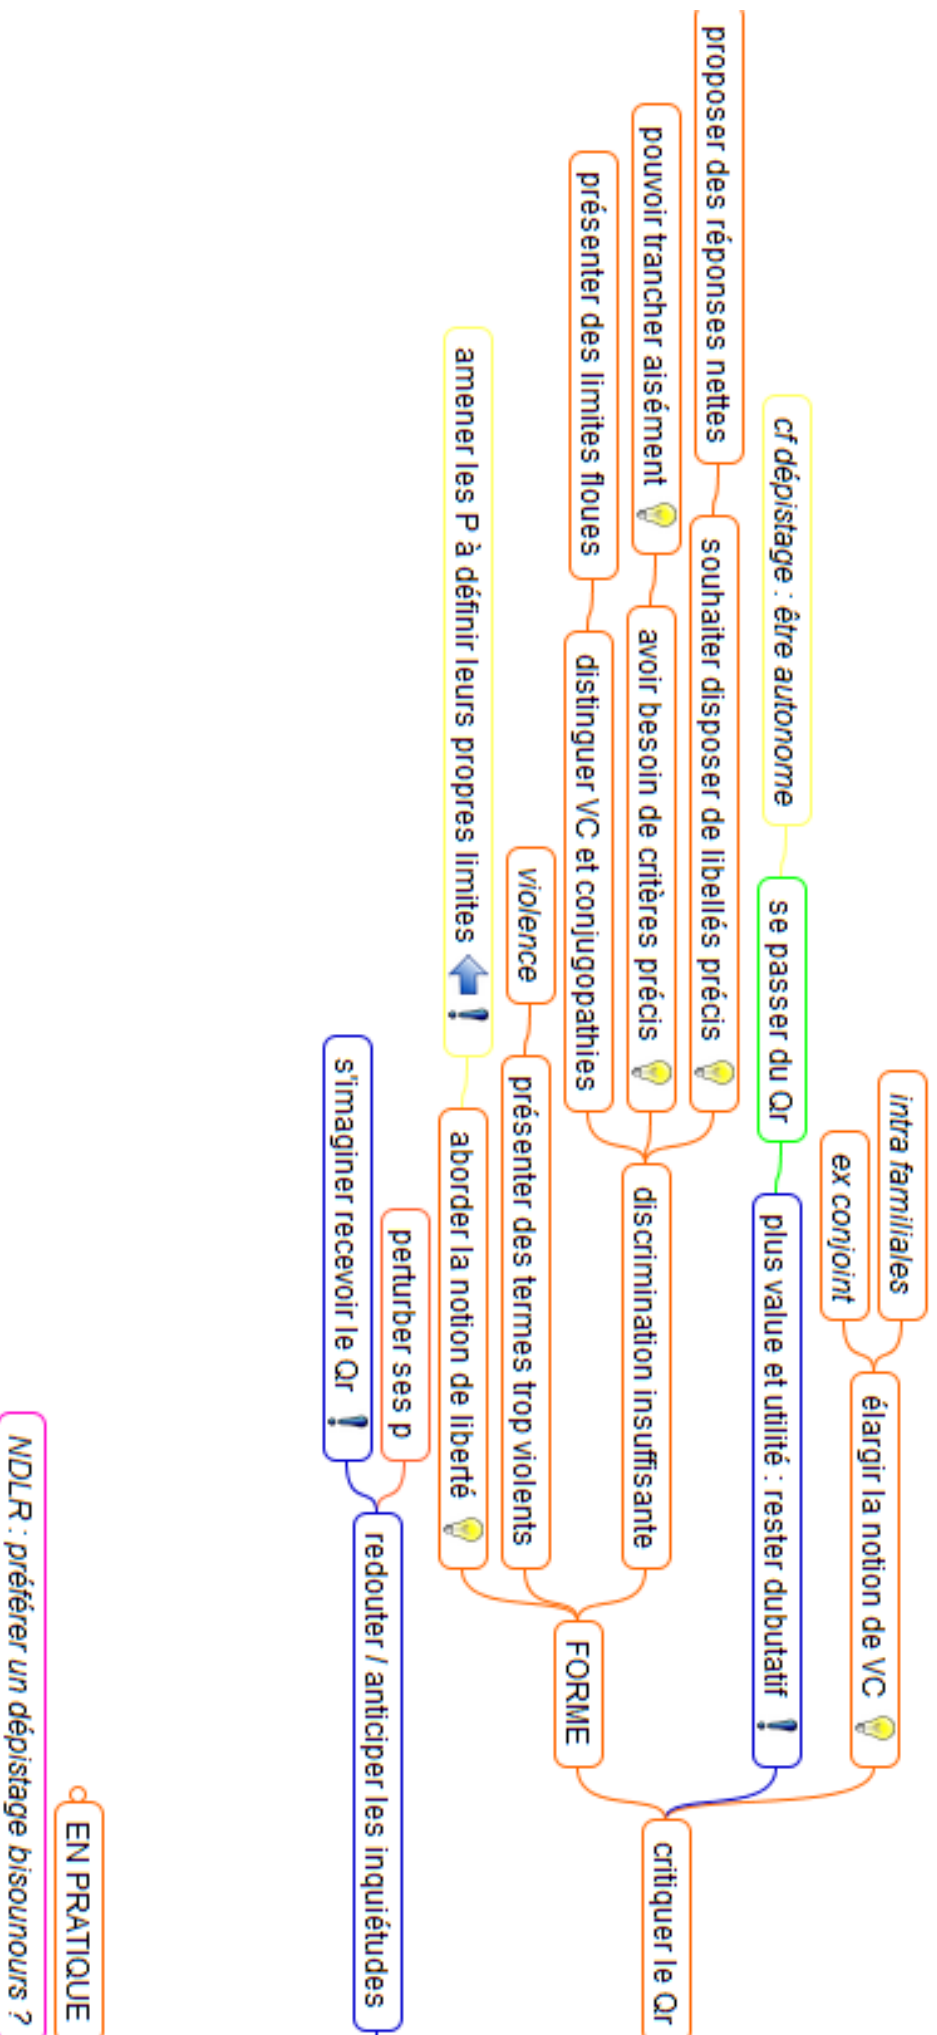 intra familiales
ex conjoint
élargir la notion de VC
cf dépistage : être autonome
se passer du Qr
plus value et utilité : rester dubutatif
proposer des réponses nettes
souhaiter disposer de libellés précis
pouvoir trancher aisément
avoir besoin de critères précis
présenter des limites floues
distinguer VC et conjugopathies
discrimination insuffisante
violence
présenter des termes trop violents
amener les P à définir leurs propres limites
aborder la notion de liberté
FORME
critiquer le Qr
perturber ses p
s'imaginer recevoir le Qr
redouter / anticiper les inquiétudes
EN PRATIQUE
NDLR : préférer un dépistage bisounours ?